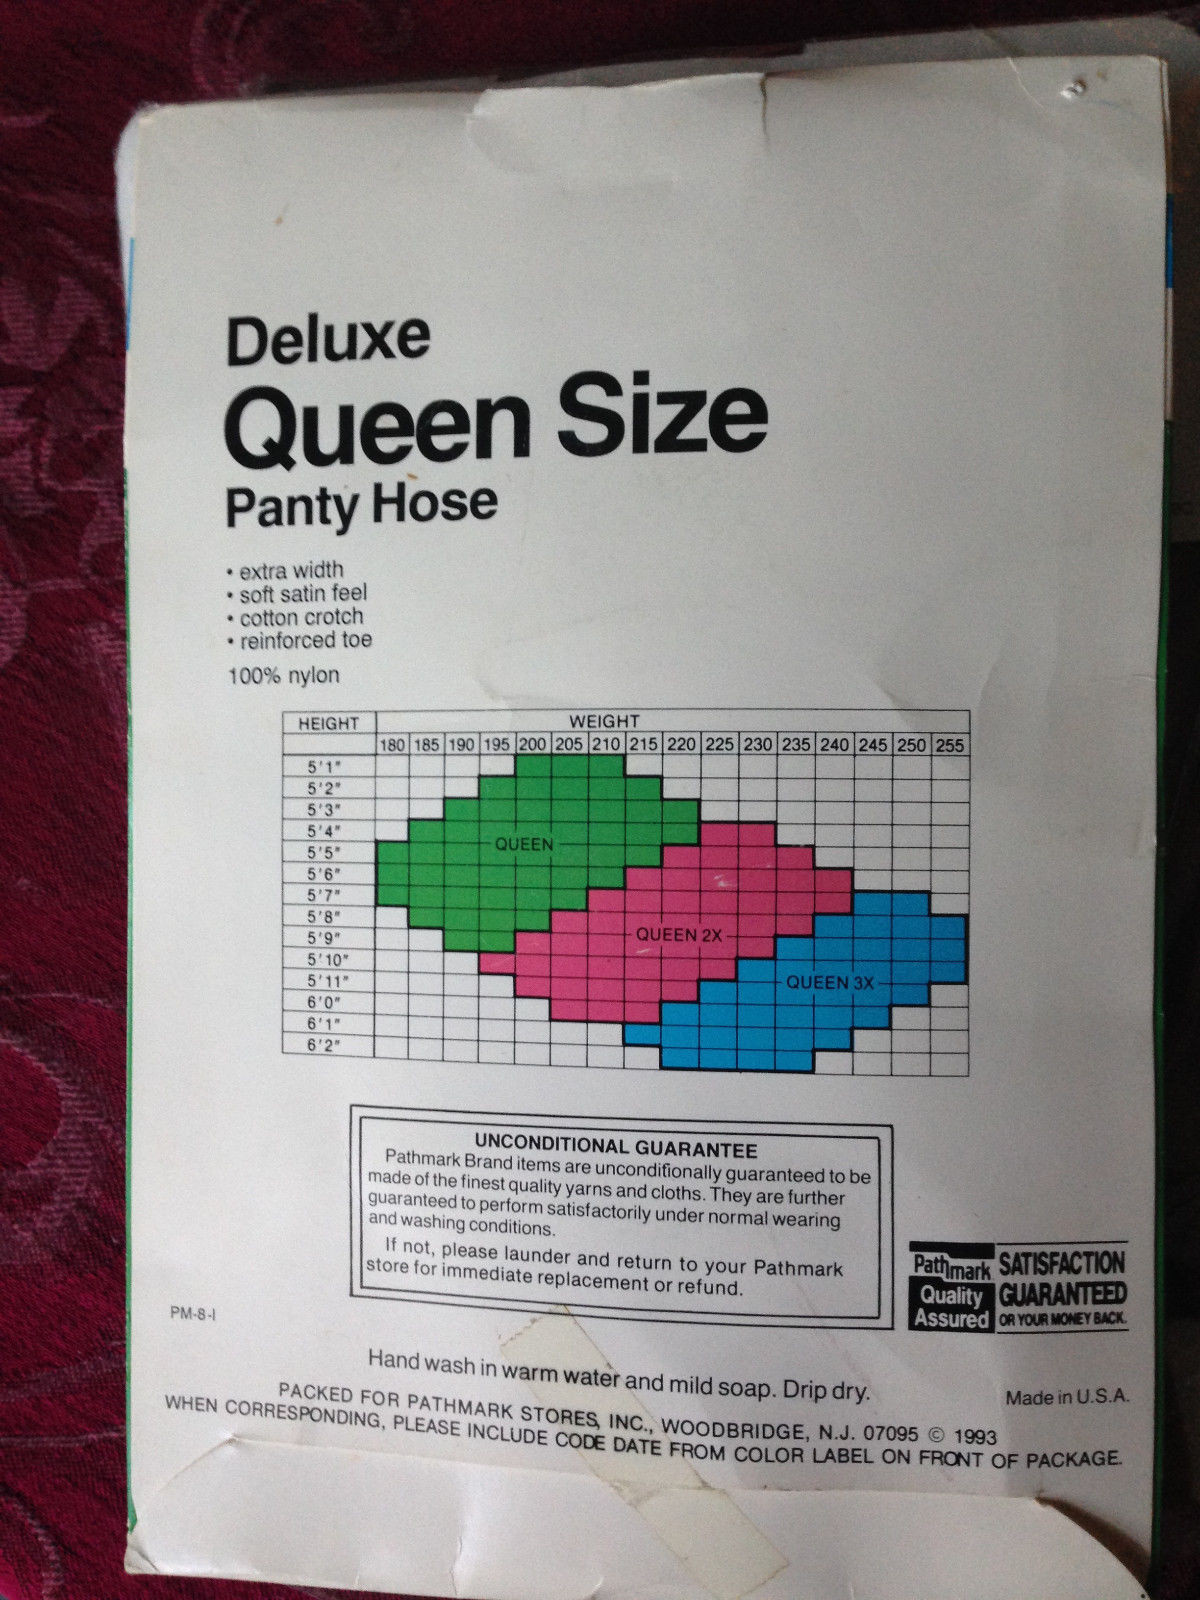 Deluxe
Queen Size
Panty Hose
• extra width
• soft satin feel
• cotton crotch
• reinforced toe
100% nylon
HEIGHT WEIGHT
180 185 190 195 200 205 210 215 220 225 230 235 240 245 250 255
5'1"
5'2"
5'3"
5'4"
QUEEN
5'5"
5'6"
5'7"
5'8"
QUEEN 2X
5'9"
5'10"
QUEEN 3X
5'11"
6'0"
6'1"
6'2"
UNCONDITIONAL GUARANTEE
Pathmark Brand items are unconditionally guaranteed to be
made of the finest quality yarns and cloths. They are further
guaranteed to perform satisfactorily under normal wearing
and washing conditions.
If not, please launder and return to your Pathmark
store for immediate replacement or refund.
Pathmark
Quality
Assured
SATISFACTION
GUARANTEED
OR YOUR MONEY BACK.
PM-8-I
Hand wash in warm water and mild soap. Drip dry.
Made in U.S.A.
PACKED FOR PATHMARK STORES, INC., WOODBRIDGE, N.J. 07095 © 1993
WHEN CORRESPONDING, PLEASE INCLUDE CODE DATE FROM COLOR LABEL ON FRONT OF PACKAGE.